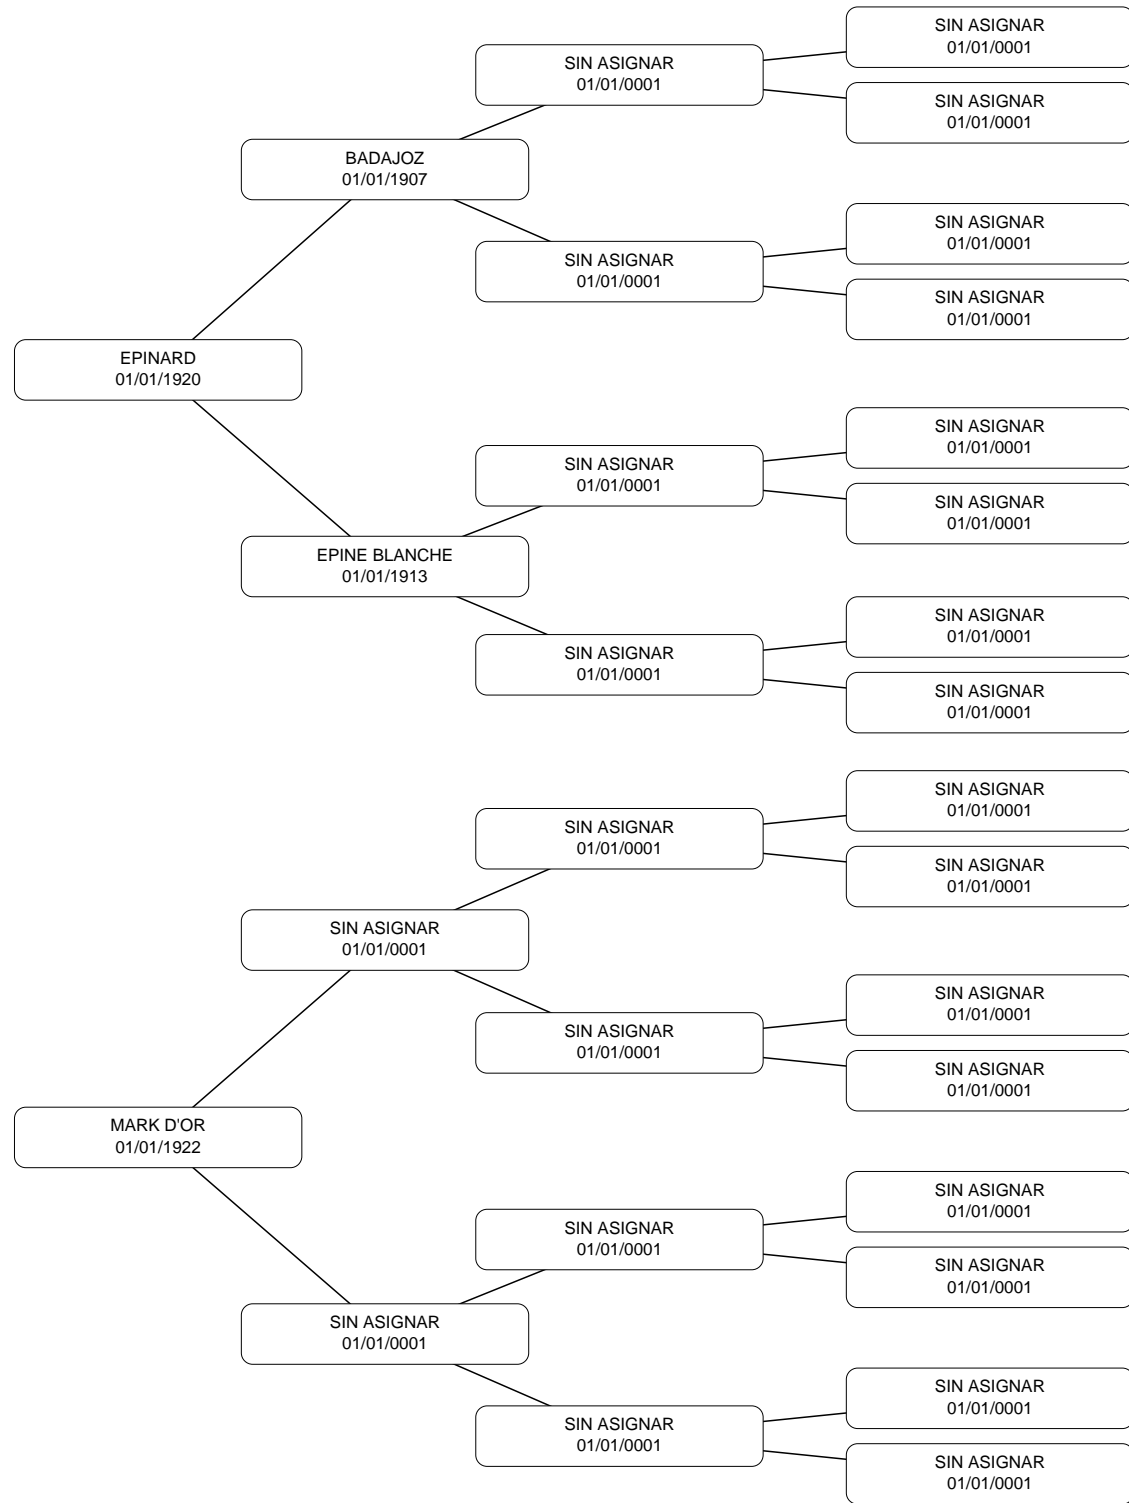 SIN ASIGNAR
01/01/0001
SIN ASIGNAR
01/01/0001
SIN ASIGNAR
01/01/0001
BADAJOZ
01/01/1907
SIN ASIGNAR
01/01/0001
SIN ASIGNAR
01/01/0001
SIN ASIGNAR
01/01/0001
EPINARD
01/01/1920
SIN ASIGNAR
01/01/0001
SIN ASIGNAR
01/01/0001
SIN ASIGNAR
01/01/0001
EPINE BLANCHE
01/01/1913
SIN ASIGNAR
01/01/0001
SIN ASIGNAR
01/01/0001
SIN ASIGNAR
01/01/0001
SIN ASIGNAR
01/01/0001
SIN ASIGNAR
01/01/0001
SIN ASIGNAR
01/01/0001
SIN ASIGNAR
01/01/0001
SIN ASIGNAR
01/01/0001
SIN ASIGNAR
01/01/0001
SIN ASIGNAR
01/01/0001
MARK D'OR
01/01/1922
SIN ASIGNAR
01/01/0001
SIN ASIGNAR
01/01/0001
SIN ASIGNAR
01/01/0001
SIN ASIGNAR
01/01/0001
SIN ASIGNAR
01/01/0001
SIN ASIGNAR
01/01/0001
SIN ASIGNAR
01/01/0001